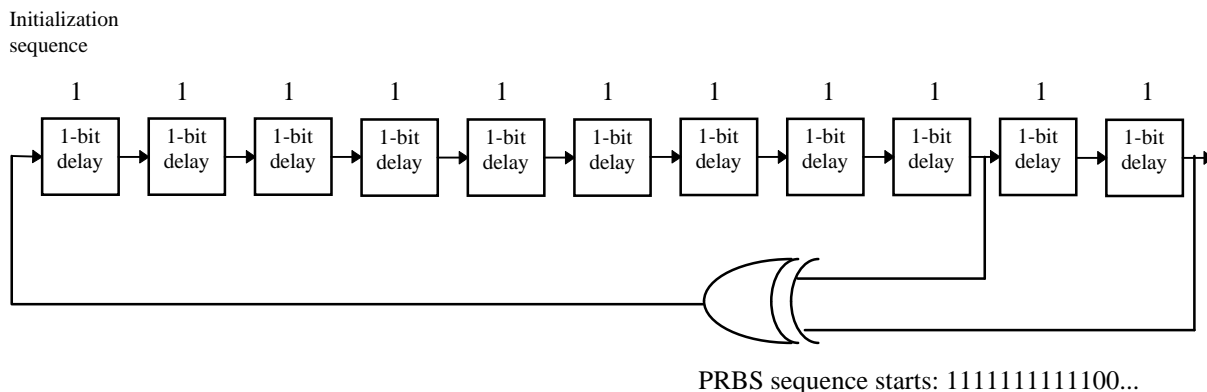 Initialization
sequence
1 1 1 1 1 1 1 1 1 1 1
1-bit 1-bit 1-bit 1-bit 1-bit 1-bit 1-bit 1-bit 1-bit 1-bit 1-bit
delay delay delay delay delay delay delay delay delay delay delay
PRBS sequence starts: 1111111111100...